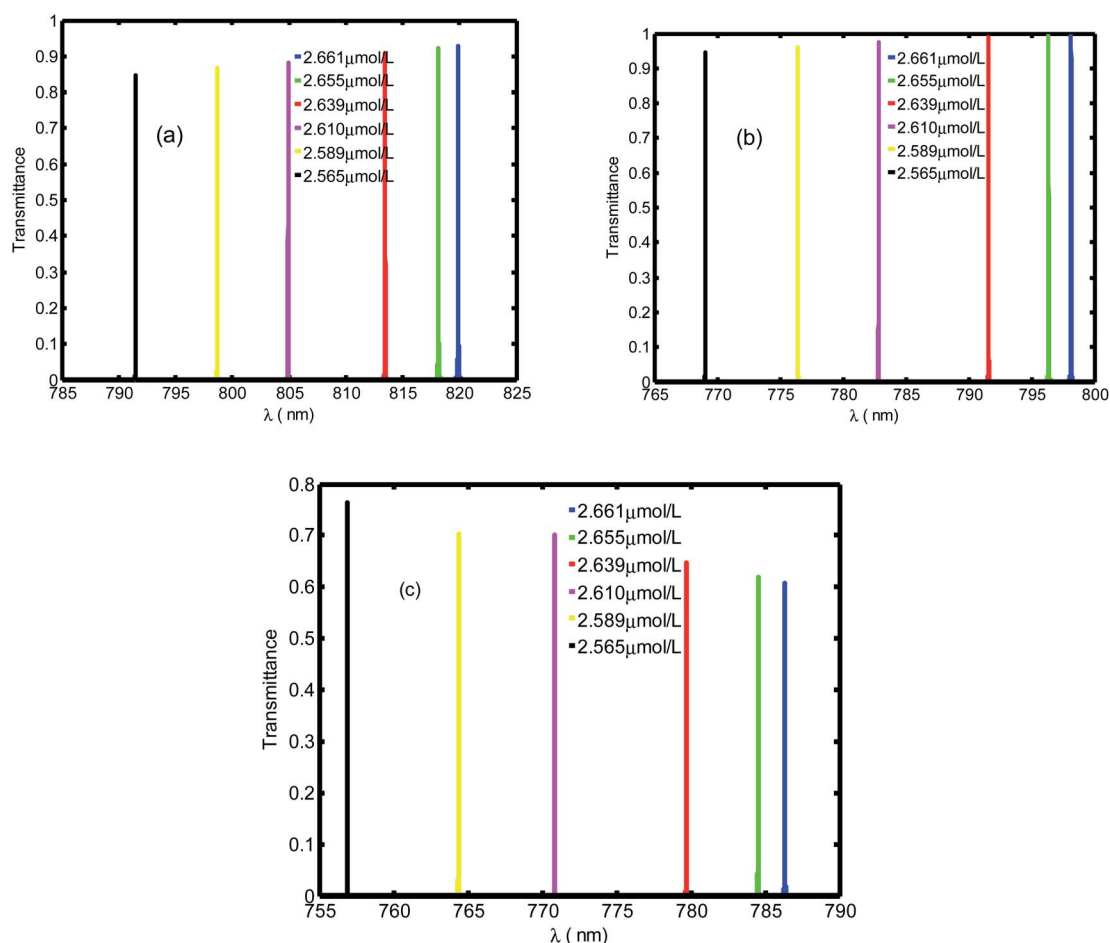 1
0.9
0.8
0.7
0.6
0.5
0.4
0.3
0.2
0.1
0
Transmittance
(a)
2.661μmol/L
2.655μmol/L
2.639μmol/L
2.610μmol/L
2.589μmol/L
2.565μmol/L
785 790 795 800 805 810 815 820 825
λ ( nm)
1
0.9
0.8
0.7
0.6
0.5
0.4
0.3
0.2
0.1
0
Transmittance
(b)
2.661μmol/L
2.655μmol/L
2.639μmol/L
2.610μmol/L
2.589μmol/L
2.565μmol/L
765 770 775 780 785 790 795 800
λ ( nm)
0.8
0.7
0.6
0.5
0.4
0.3
0.2
0.1
0
Transmittance
(c)
2.661μmol/L
2.655μmol/L
2.639μmol/L
2.610μmol/L
2.589μmol/L
2.565μmol/L
755 760 765 770 775 780 785 790
λ ( nm)